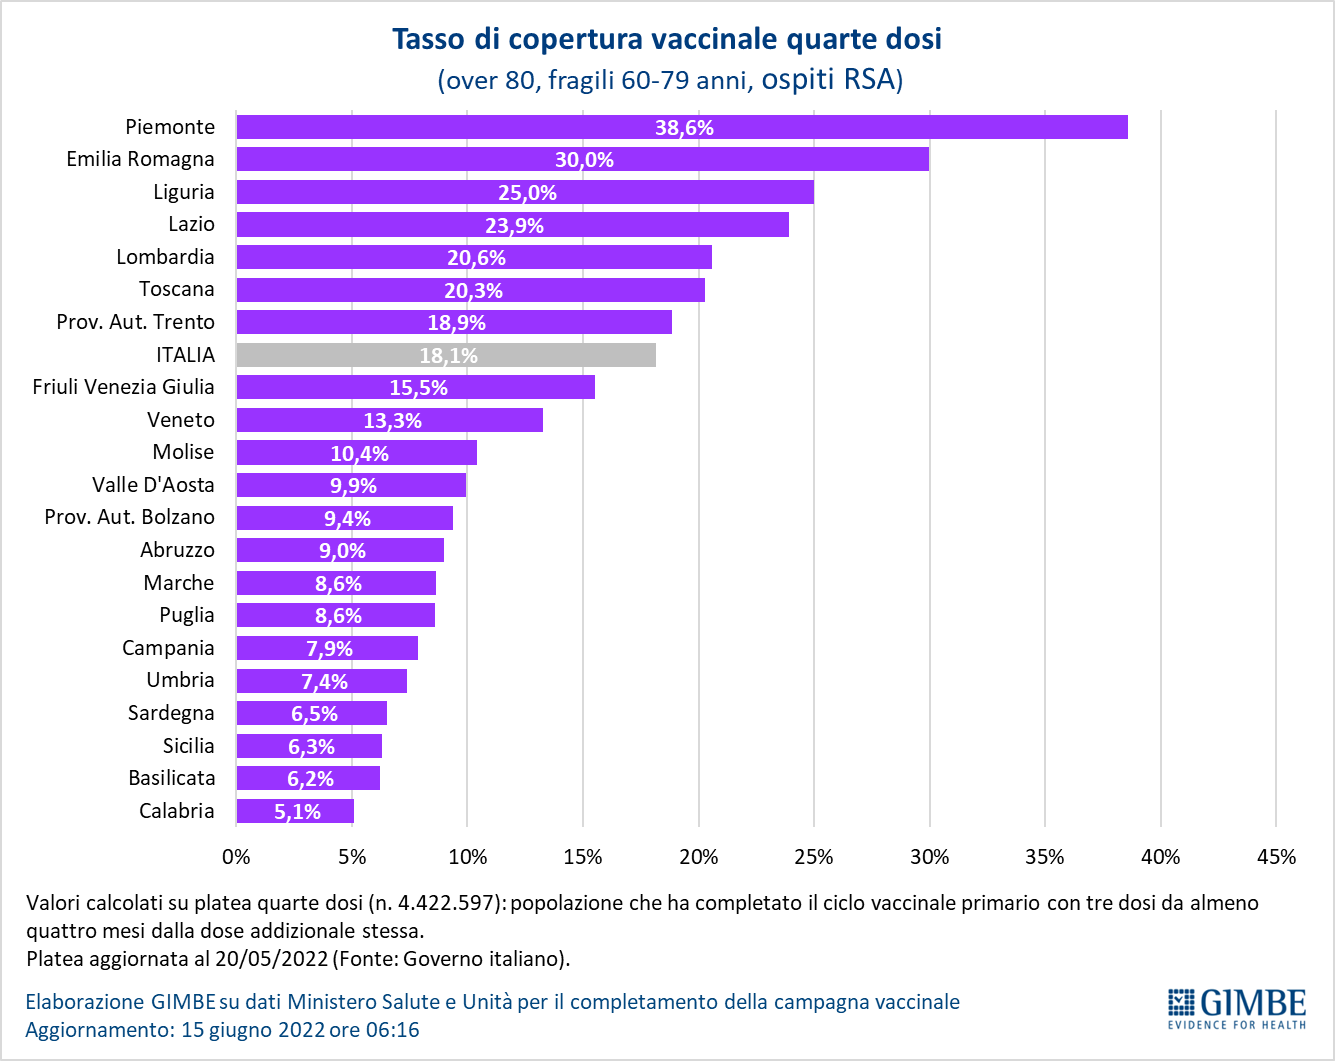 Tasso di copertura vaccinale quarte dosi
(over 80, fragili 60-79 anni, ospiti RSA)
Piemonte 38,6%
Emilia Romagna 30,0%
Liguria 25,0%
Lazio 23,9%
Lombardia 20,6%
Toscana 20,3%
Prov. Aut. Trento 18,9%
ITALIA 18,1%
Friuli Venezia Giulia 15,5%
Veneto 13,3%
Molise 10,4%
Valle D'Aosta 9,9%
Prov. Aut. Bolzano 9,4%
Abruzzo 9,0%
Marche 8,6%
Puglia 8,6%
Campania 7,9%
Umbria 7,4%
Sardegna 6,5%
Sicilia 6,3%
Basilicata 6,2%
Calabria 5,1%
0% 5% 10% 15% 20% 25% 30% 35% 40% 45%
Valori calcolati su platea quarte dosi (n. 4.422.597): popolazione che ha completato il ciclo vaccinale primario con tre dosi da almeno
quattro mesi dalla dose addizionale stessa.
Platea aggiornata al 20/05/2022 (Fonte: Governo italiano).
Elaborazione GIMBE su dati Ministero Salute e Unità per il completamento della campagna vaccinale
Aggiornamento: 15 giugno 2022 ore 06:16
GIMBE
EVIDENCE FOR HEALTH